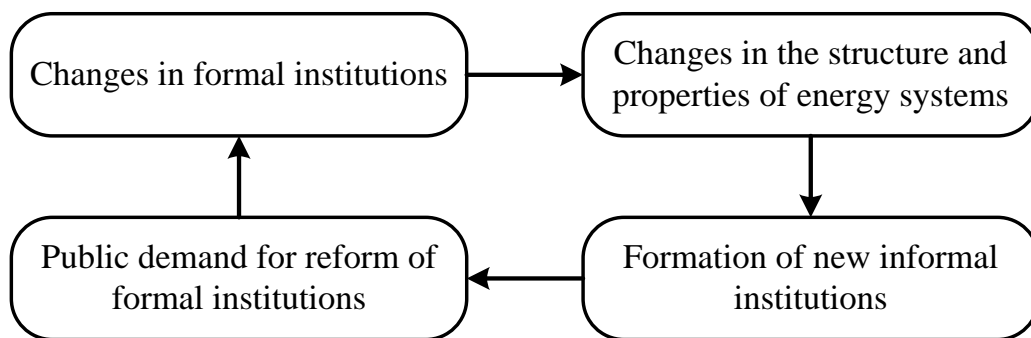 Changes in formal institutions
Changes in the structure and
properties of energy systems
Public demand for reform of
formal institutions
Formation of new informal
institutions